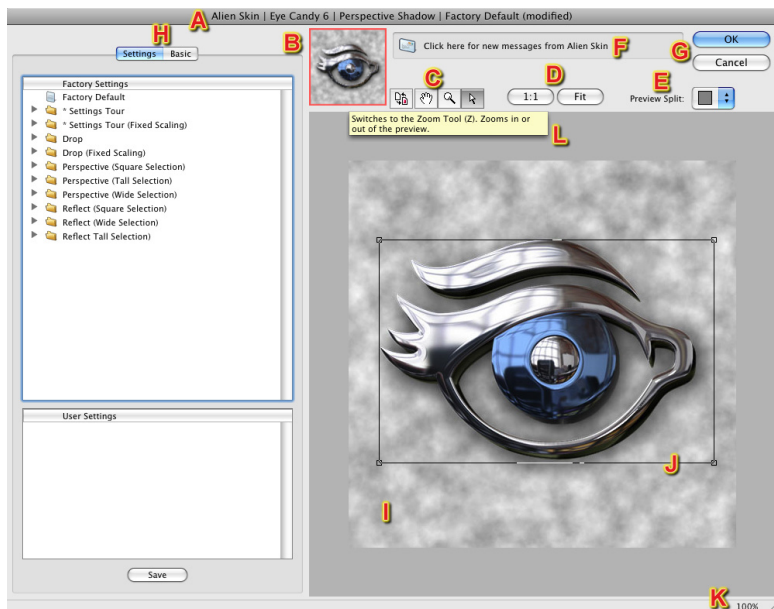 Alien Skin | Eye Candy 6 | Perspective Shadow | Factory Default (modified)
A
H
B
Settings Basic
Click here for new messages from Alien Skin
F
G
OK
Cancel
C
D
E
1:1
Fit
Preview Split:
Switches to the Zoom Tool (Z). Zooms in or
out of the preview.
L
Factory Settings
Factory Default
* Settings Tour
* Settings Tour (Fixed Scaling)
Drop
Drop (Fixed Scaling)
Perspective (Square Selection)
Perspective (Tall Selection)
Perspective (Wide Selection)
Reflect (Square Selection)
Reflect (Wide Selection)
Reflect Tall Selection)
User Settings
J
I
Save
K
100%